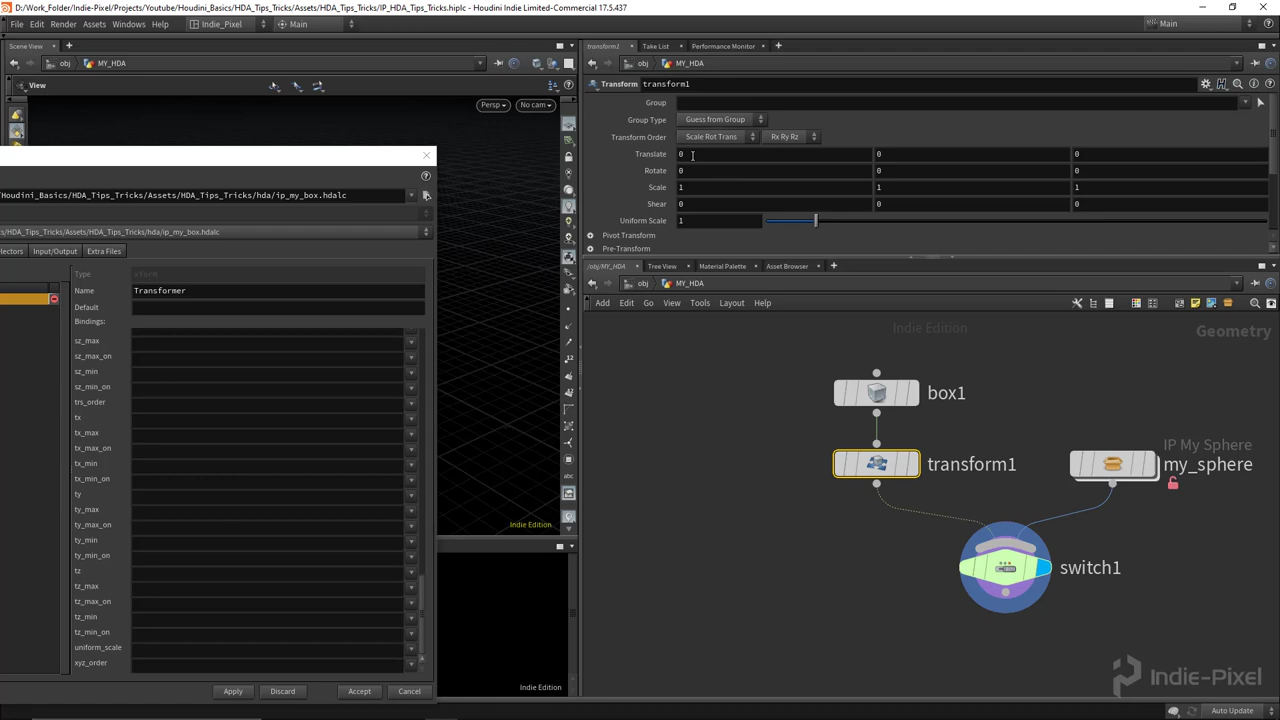 D:/Work_Folder/Indie-Pixel/Projects/Youtube/Houdini_Basics/HDA_Tips_Tricks/Assets/HDA_Tips_Tricks/IP_HDA_Tips_Tricks.hiplc - Houdini Indie Limited-Commercial 17.5.437
File Edit Render Assets Windows Help Indie_Pixel Main Main
Scene View
obj MY_HDA
View
Persp No cam
/Houdini_Basics/HDA_Tips_Tricks/Assets/HDA_Tips_Tricks/hda/ip_my_box.hdalc
s/HDA_Tips_Tricks/Assets/HDA_Tips_Tricks/hda/ip_my_box.hdalc
lectors Input/Output Extra Files
Type xform
Name Transformer
Default
Bindings:
sz_max
sz_max_on
sz_min
sz_min_on
trs_order
tx
tx_max
tx_max_on
tx_min
tx_min_on
ty
ty_max
ty_max_on
ty_min
ty_min_on
tz
tz_max
tz_max_on
tz_min
tz_min_on
uniform_scale
xyz_order
Apply Discard Accept Cancel
Indie Edition
Indie Edition
transform1 Take List Performance Monitor
obj MY_HDA
Transform transform1
Group
Group Type Guess from Group
Transform Order Scale Rot Trans Rx Ry Rz
Translate 0 0 0
Rotate 0 0 0
Scale 1 1 1
Shear 0 0 0
Uniform Scale 1
Pivot Transform
Pre-Transform
/obj/MY_HDA Tree View Material Palette Asset Browser
obj MY_HDA
Add Edit Go View Tools Layout Help
Indie Edition
Geometry
box1
transform1
IP My Sphere
my_sphere
switch1
Indie-Pixel
Auto Update